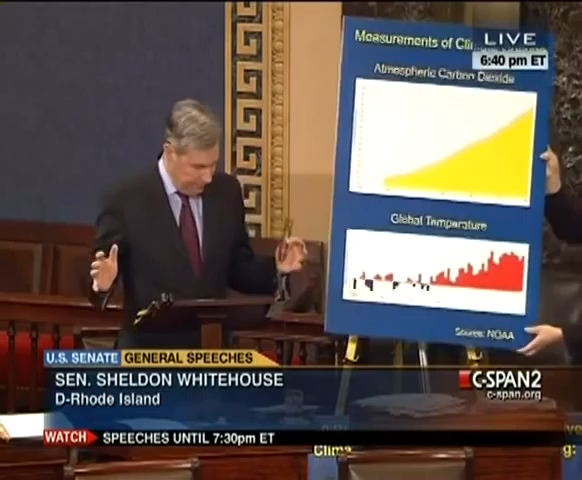 LIVE
6:40 pm ET
Measurements of
Atmospheric Carbon Dioxide
Global Temperature
Source: NOAA
U.S. SENATE GENERAL SPEECHES
SEN. SHELDON WHITEHOUSE
D-Rhode Island
C-SPAN2
c-span.org
WATCH SPEECHES UNTIL 7:30pm ET